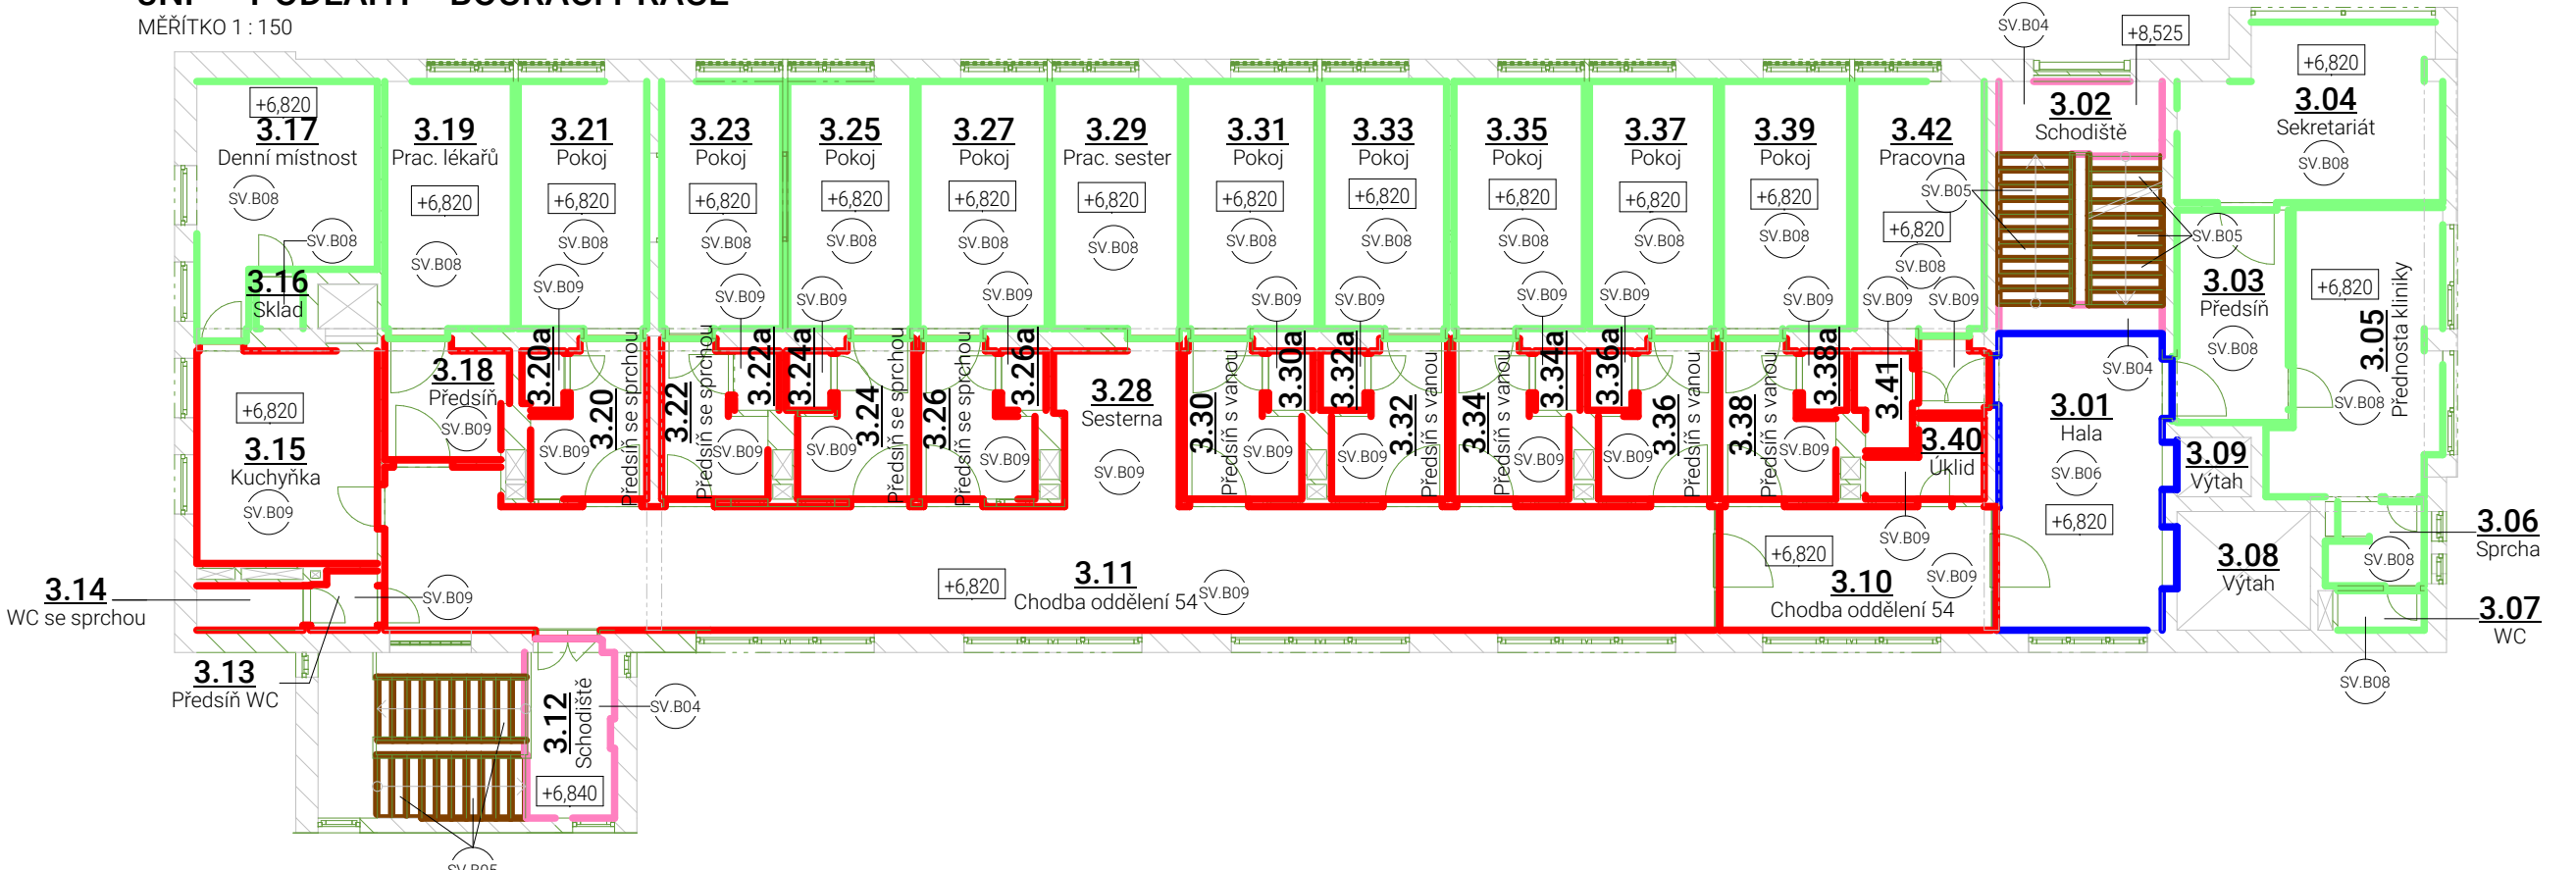 MĚŘÍTKO 1 : 150
SV.B04
+8,525
+6,820
3.17
Denní místnost
SV.B08
SV.B08
3.16
Sklad
3.19
Prac. lékařů
+6,820
SV.B08
3.21
Pokoj
+6,820
SV.B08
SV.B09
3.23
Pokoj
+6,820
SV.B08
SV.B09
3.25
Pokoj
+6,820
SV.B08
SV.B09
3.27
Pokoj
+6,820
SV.B08
SV.B09
3.29
Prac. sester
+6,820
SV.B08
3.31
Pokoj
+6,820
SV.B08
SV.B09
3.33
Pokoj
+6,820
SV.B08
SV.B09
3.35
Pokoj
+6,820
SV.B08
SV.B09
3.37
Pokoj
+6,820
SV.B08
SV.B09
3.39
Pokoj
+6,820
SV.B08
SV.B09
3.42
Pracovna
SV.B05
+6,820
SV.B08
SV.B09
SV.B09
3.02
Schodiště
SV.B05
SV.B04
+6,820
3.04
Sekretariát
SV.B08
3.03
Předsíň
SV.B08
+6,820
3.05
Přednosta kliniky
SV.B08
+6,820
3.15
Kuchyňka
SV.B09
3.18
Předsíň
SV.B09
3.20a
3.20
Předsíň se sprchou
SV.B09
3.22
Předsíň se sprchou
3.22a
SV.B09
3.24a
3.24
Předsíň se sprchou
SV.B09
3.26
Předsíň se sprchou
3.26a
SV.B09
3.28
Sesterna
SV.B09
3.30
Předsíň s vanou
3.30a
SV.B09
3.32a
3.32
Předsíň s vanou
SV.B09
3.34
Předsíň s vanou
3.34a
SV.B09
3.36a
3.36
Předsíň s vanou
SV.B09
3.38
Předsíň s vanou
3.38a
SV.B09
3.41
3.40
Úklid
SV.B09
3.01
Hala
SV.B06
+6,820
3.09
Výtah
3.08
Výtah
3.06
Sprcha
SV.B08
3.07
WC
SV.B08
3.14
WC se sprchou
SV.B09
3.13
Předsíň WC
+6,820
3.11
Chodba oddělení 54
SV.B09
+6,820
3.10
Chodba oddělení 54
SV.B09
3.12
Schodiště
SV.B04
+6,840